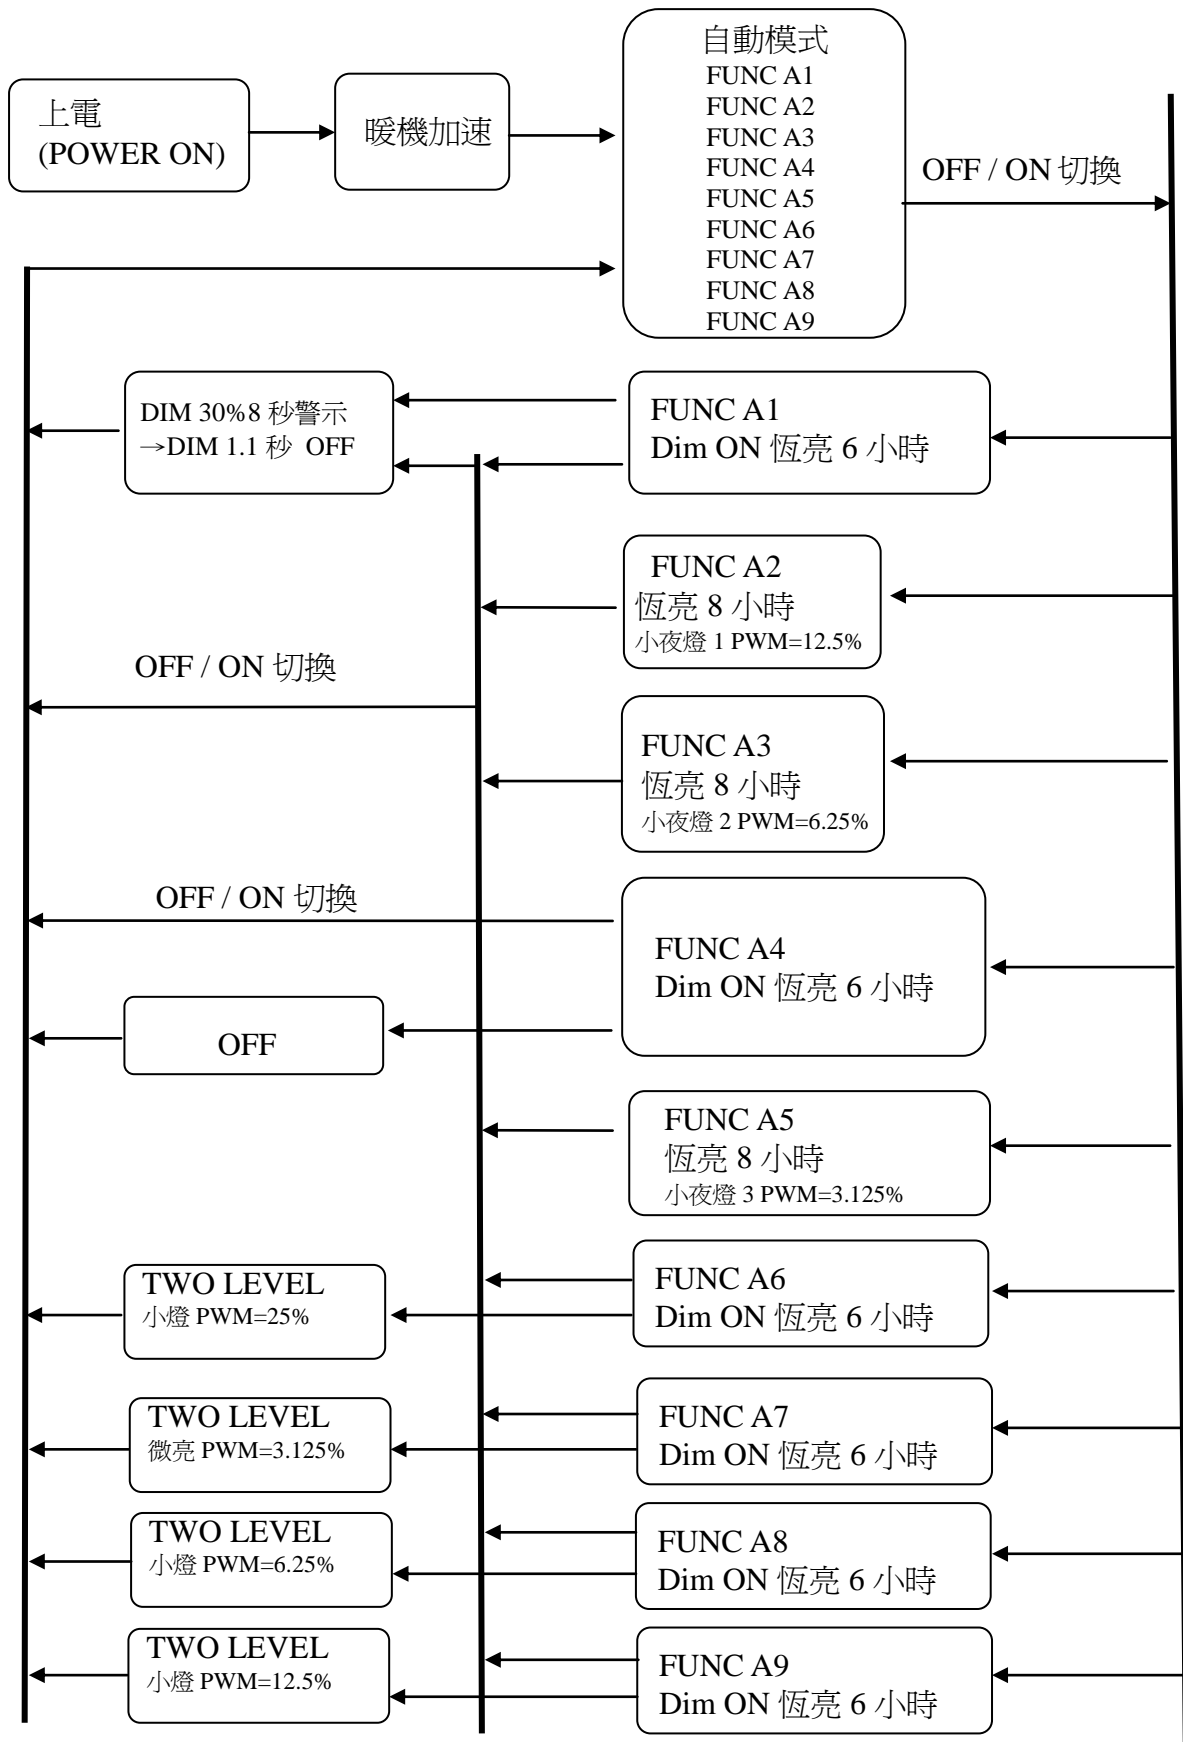 自動模式
FUNC A1
FUNC A2
FUNC A3
FUNC A4
FUNC A5
FUNC A6
FUNC A7
FUNC A8
FUNC A9
上電
(POWER ON)
暖機加速
OFF / ON 切換
DIM 30%8 秒警示
→DIM 1.1 秒 OFF
FUNC A1
Dim ON 恆亮 6 小時
FUNC A2
恆亮 8 小時
小夜燈 1 PWM=12.5%
OFF / ON 切換
FUNC A3
恆亮 8 小時
小夜燈 2 PWM=6.25%
OFF / ON 切換
FUNC A4
Dim ON 恆亮 6 小時
OFF
FUNC A5
恆亮 8 小時
小夜燈 3 PWM=3.125%
TWO LEVEL
小燈 PWM=25%
FUNC A6
Dim ON 恆亮 6 小時
TWO LEVEL
微亮 PWM=3.125%
FUNC A7
Dim ON 恆亮 6 小時
TWO LEVEL
小燈 PWM=6.25%
FUNC A8
Dim ON 恆亮 6 小時
TWO LEVEL
小燈 PWM=12.5%
FUNC A9
Dim ON 恆亮 6 小時